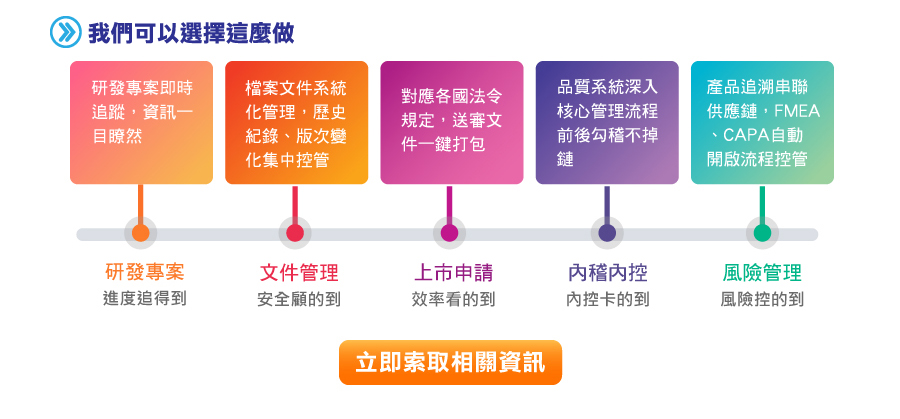 我們可以選擇這麼做
研發專案即時
追蹤，資訊一
目瞭然
檔案文件系統
化管理，歷史
紀錄、版次變
化集中控管
對應各國法令
規定，送審文
件一鍵打包
品質系統深入
核心管理流程
前後勾稽不掉
鏈
產品追溯串聯
供應鏈，FMEA
、CAPA自動
開啟流程控管
研發專案
進度追得到
文件管理
安全顧的到
上市申請
效率看的到
內稽內控
內控卡的到
風險管理
風險控的到
立即索取相關資訊